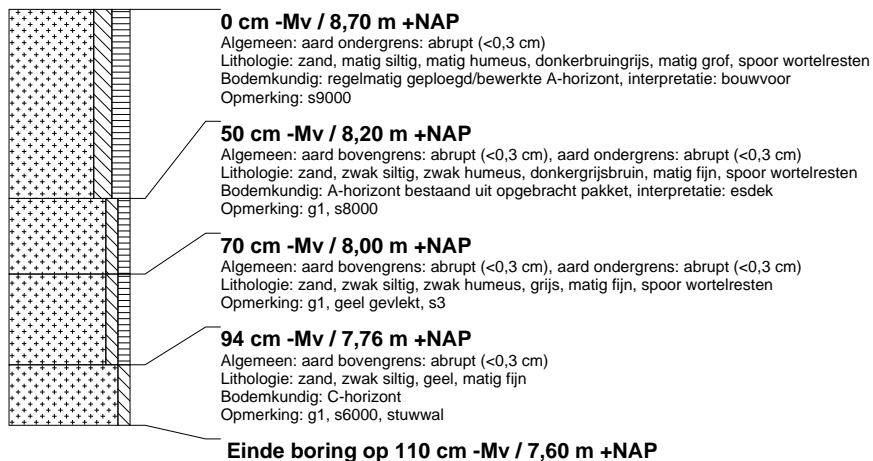 0 cm -Mv / 8,70 m +NAP
Algemeen: aard ondergrens: abrupt (<0,3 cm)
Lithologie: zand, matig siltig, matig humeus, donkerbruingrijs, matig grof, spoor wortelresten
Bodemkundig: regelmatig geploegd/bewerkte A-horizont, interpretatie: bouwvoor
Opmerking: s9000
50 cm -Mv / 8,20 m +NAP
Algemeen: aard bovengrens: abrupt (<0,3 cm), aard ondergrens: abrupt (<0,3 cm)
Lithologie: zand, zwak siltig, zwak humeus, donkergrijsbruin, matig fijn, spoor wortelresten
Bodemkundig: A-horizont bestaand uit opgebracht pakket, interpretatie: esdek
Opmerking: g1, s8000
70 cm -Mv / 8,00 m +NAP
Algemeen: aard bovengrens: abrupt (<0,3 cm), aard ondergrens: abrupt (<0,3 cm)
Lithologie: zand, zwak siltig, zwak humeus, grijs, matig fijn, spoor wortelresten
Opmerking: g1, geel gevlekt, s3
94 cm -Mv / 7,76 m +NAP
Algemeen: aard bovengrens: abrupt (<0,3 cm)
Lithologie: zand, zwak siltig, geel, matig fijn
Bodemkundig: C-horizont
Opmerking: g1, s6000, stuwwal
Einde boring op 110 cm -Mv / 7,60 m +NAP